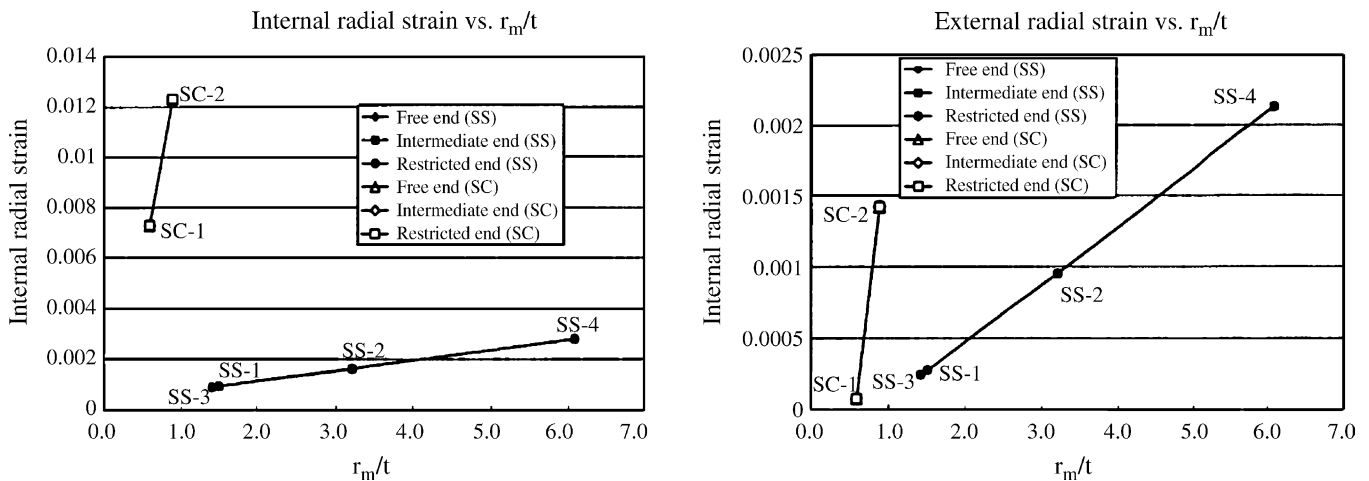 Internal radial strain vs. rm/t
0.014
0.012
0.01
0.008
0.006
0.004
0.002
0
Internal radial strain
SC-2
SC-1
Free end (SS)
Intermediate end (SS)
Restricted end (SS)
Free end (SC)
Intermediate end (SC)
Restricted end (SC)
SS-4
SS-2
SS-1
SS-3
0.0 1.0 2.0 3.0 4.0 5.0 6.0 7.0
rm/t
External radial strain vs. rm/t
0.0025
0.002
0.0015
0.001
0.0005
0
Internal radial strain
Free end (SS)
Intermediate end (SS)
Restricted end (SS)
Free end (SC)
Intermediate end (SC)
Restricted end (SC)
SS-4
SC-2
SS-2
SC-1
SS-3
SS-1
0.0 1.0 2.0 3.0 4.0 5.0 6.0 7.0
rm/t